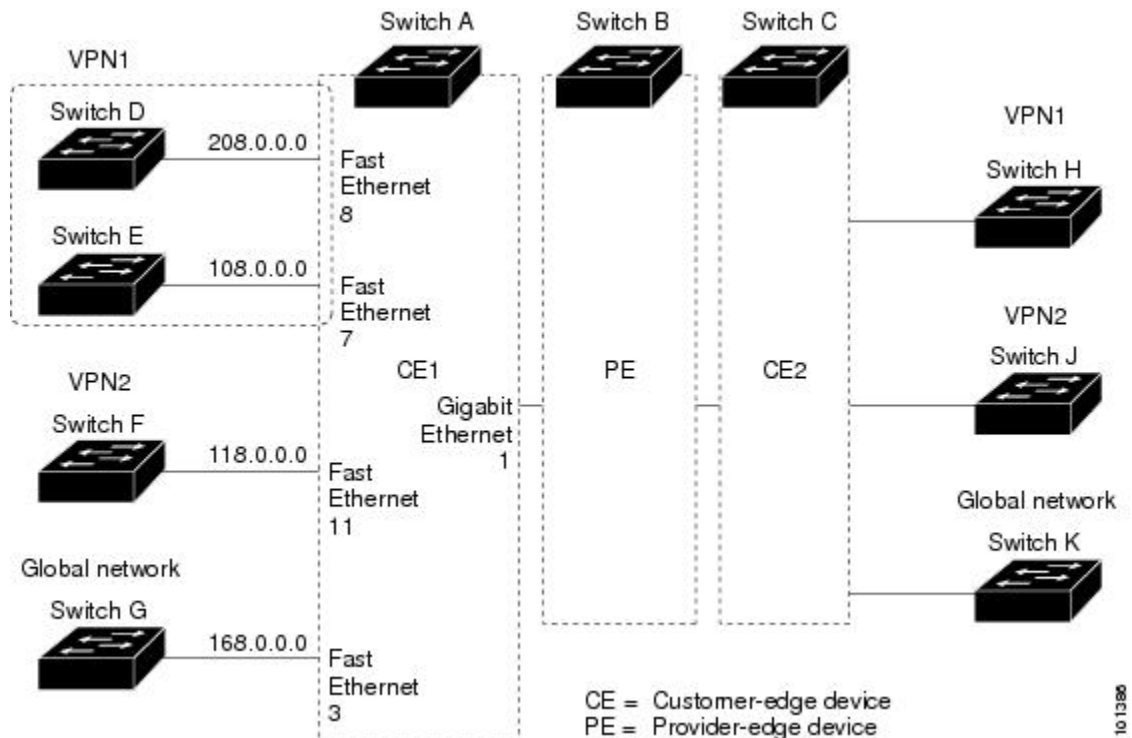 Switch A
Switch B
Switch C
VPN1
Switch D
208.0.0.0
Fast
Ethernet
8
Switch E
108.0.0.0
Fast
Ethernet
7
VPN2
Switch F
118.0.0.0
Fast
Ethernet
11
Global network
Switch G
168.0.0.0
Fast
Ethernet
3
CE1
Gigabit
Ethernet
1
PE
CE2
VPN1
Switch H
VPN2
Switch J
Global network
Switch K
CE = Customer-edge device
PE = Provider-edge device
101386